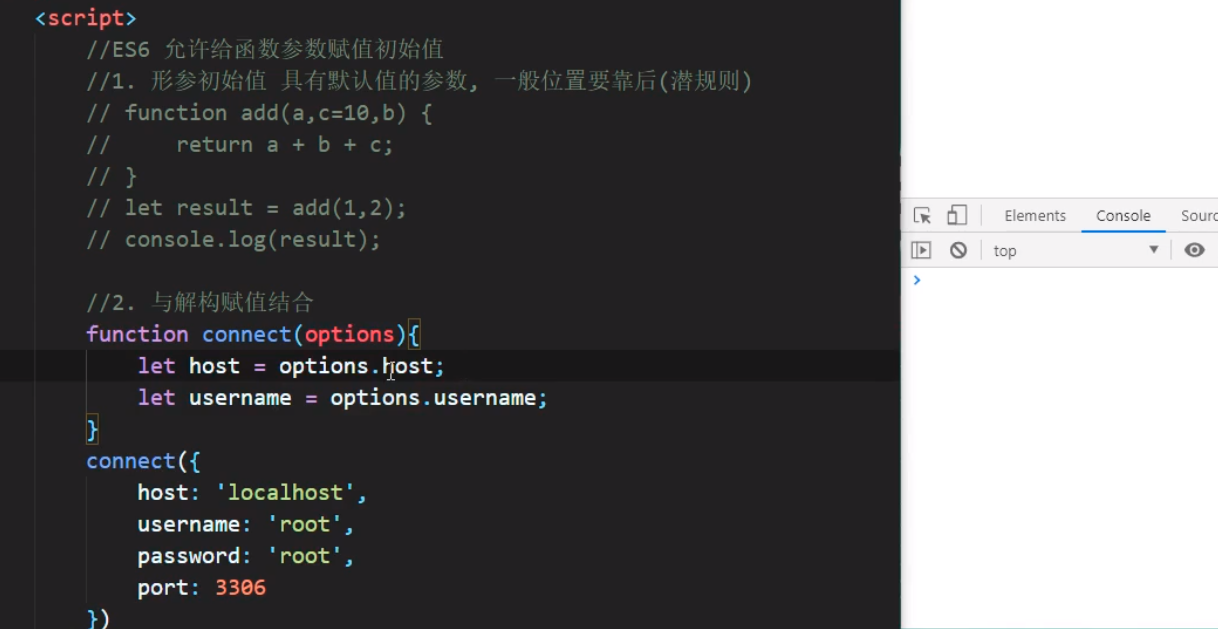 <script>
//ES6 允许给函数参数赋值初始值
//1. 形参初始值 具有默认值的参数, 一般位置要靠后(潜规则)
// function add(a,c=10,b) {
//     return a + b + c;
// }
// let result = add(1,2);
// console.log(result);
//2. 与解构赋值结合
function connect(options){
    let host = options.host;
    let username = options.username;
}
connect({
    host: 'localhost',
    username: 'root',
    password: 'root',
    port: 3306
})
Elements Console Sourc
top